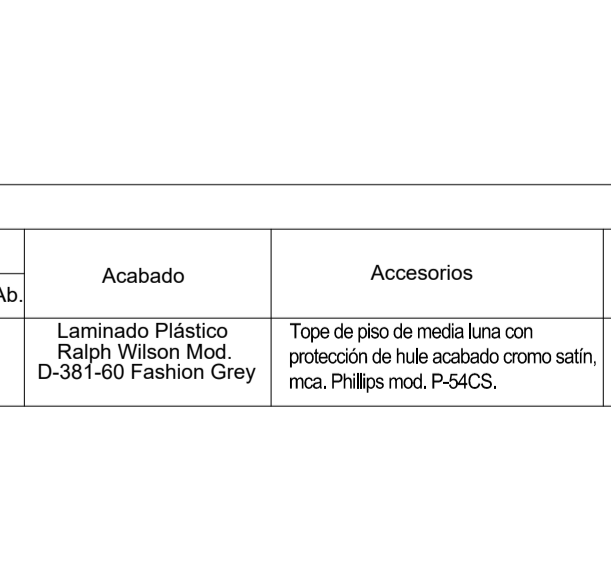 Acabado
Accesorios
Ab.
Laminado Plástico
Ralph Wilson Mod.
D-381-60 Fashion Grey
Tope de piso de media luna con
protección de hule acabado cromo satín,
mca. Phillips mod. P-54CS.